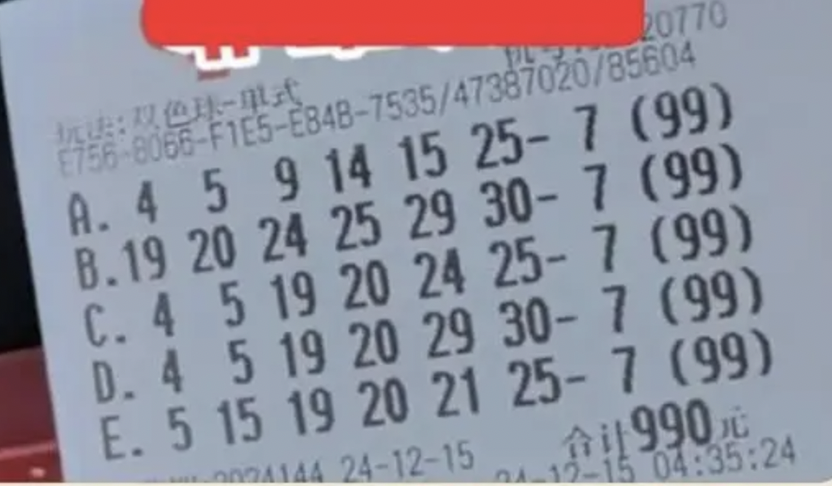 20770
玩法:双色球-单式
E756-8066-F1E5-E84B-7535/47387020/85604
A. 4 5 9 14 15 25- 7 (99)
B.19 20 24 25 29 30- 7 (99)
C. 4 5 19 20 24 25- 7 (99)
D. 4 5 19 20 29 30- 7 (99)
E. 5 15 19 20 21 25- 7 (99)
合计990元
2024144 24-12-15 24-12-15 04:35:24